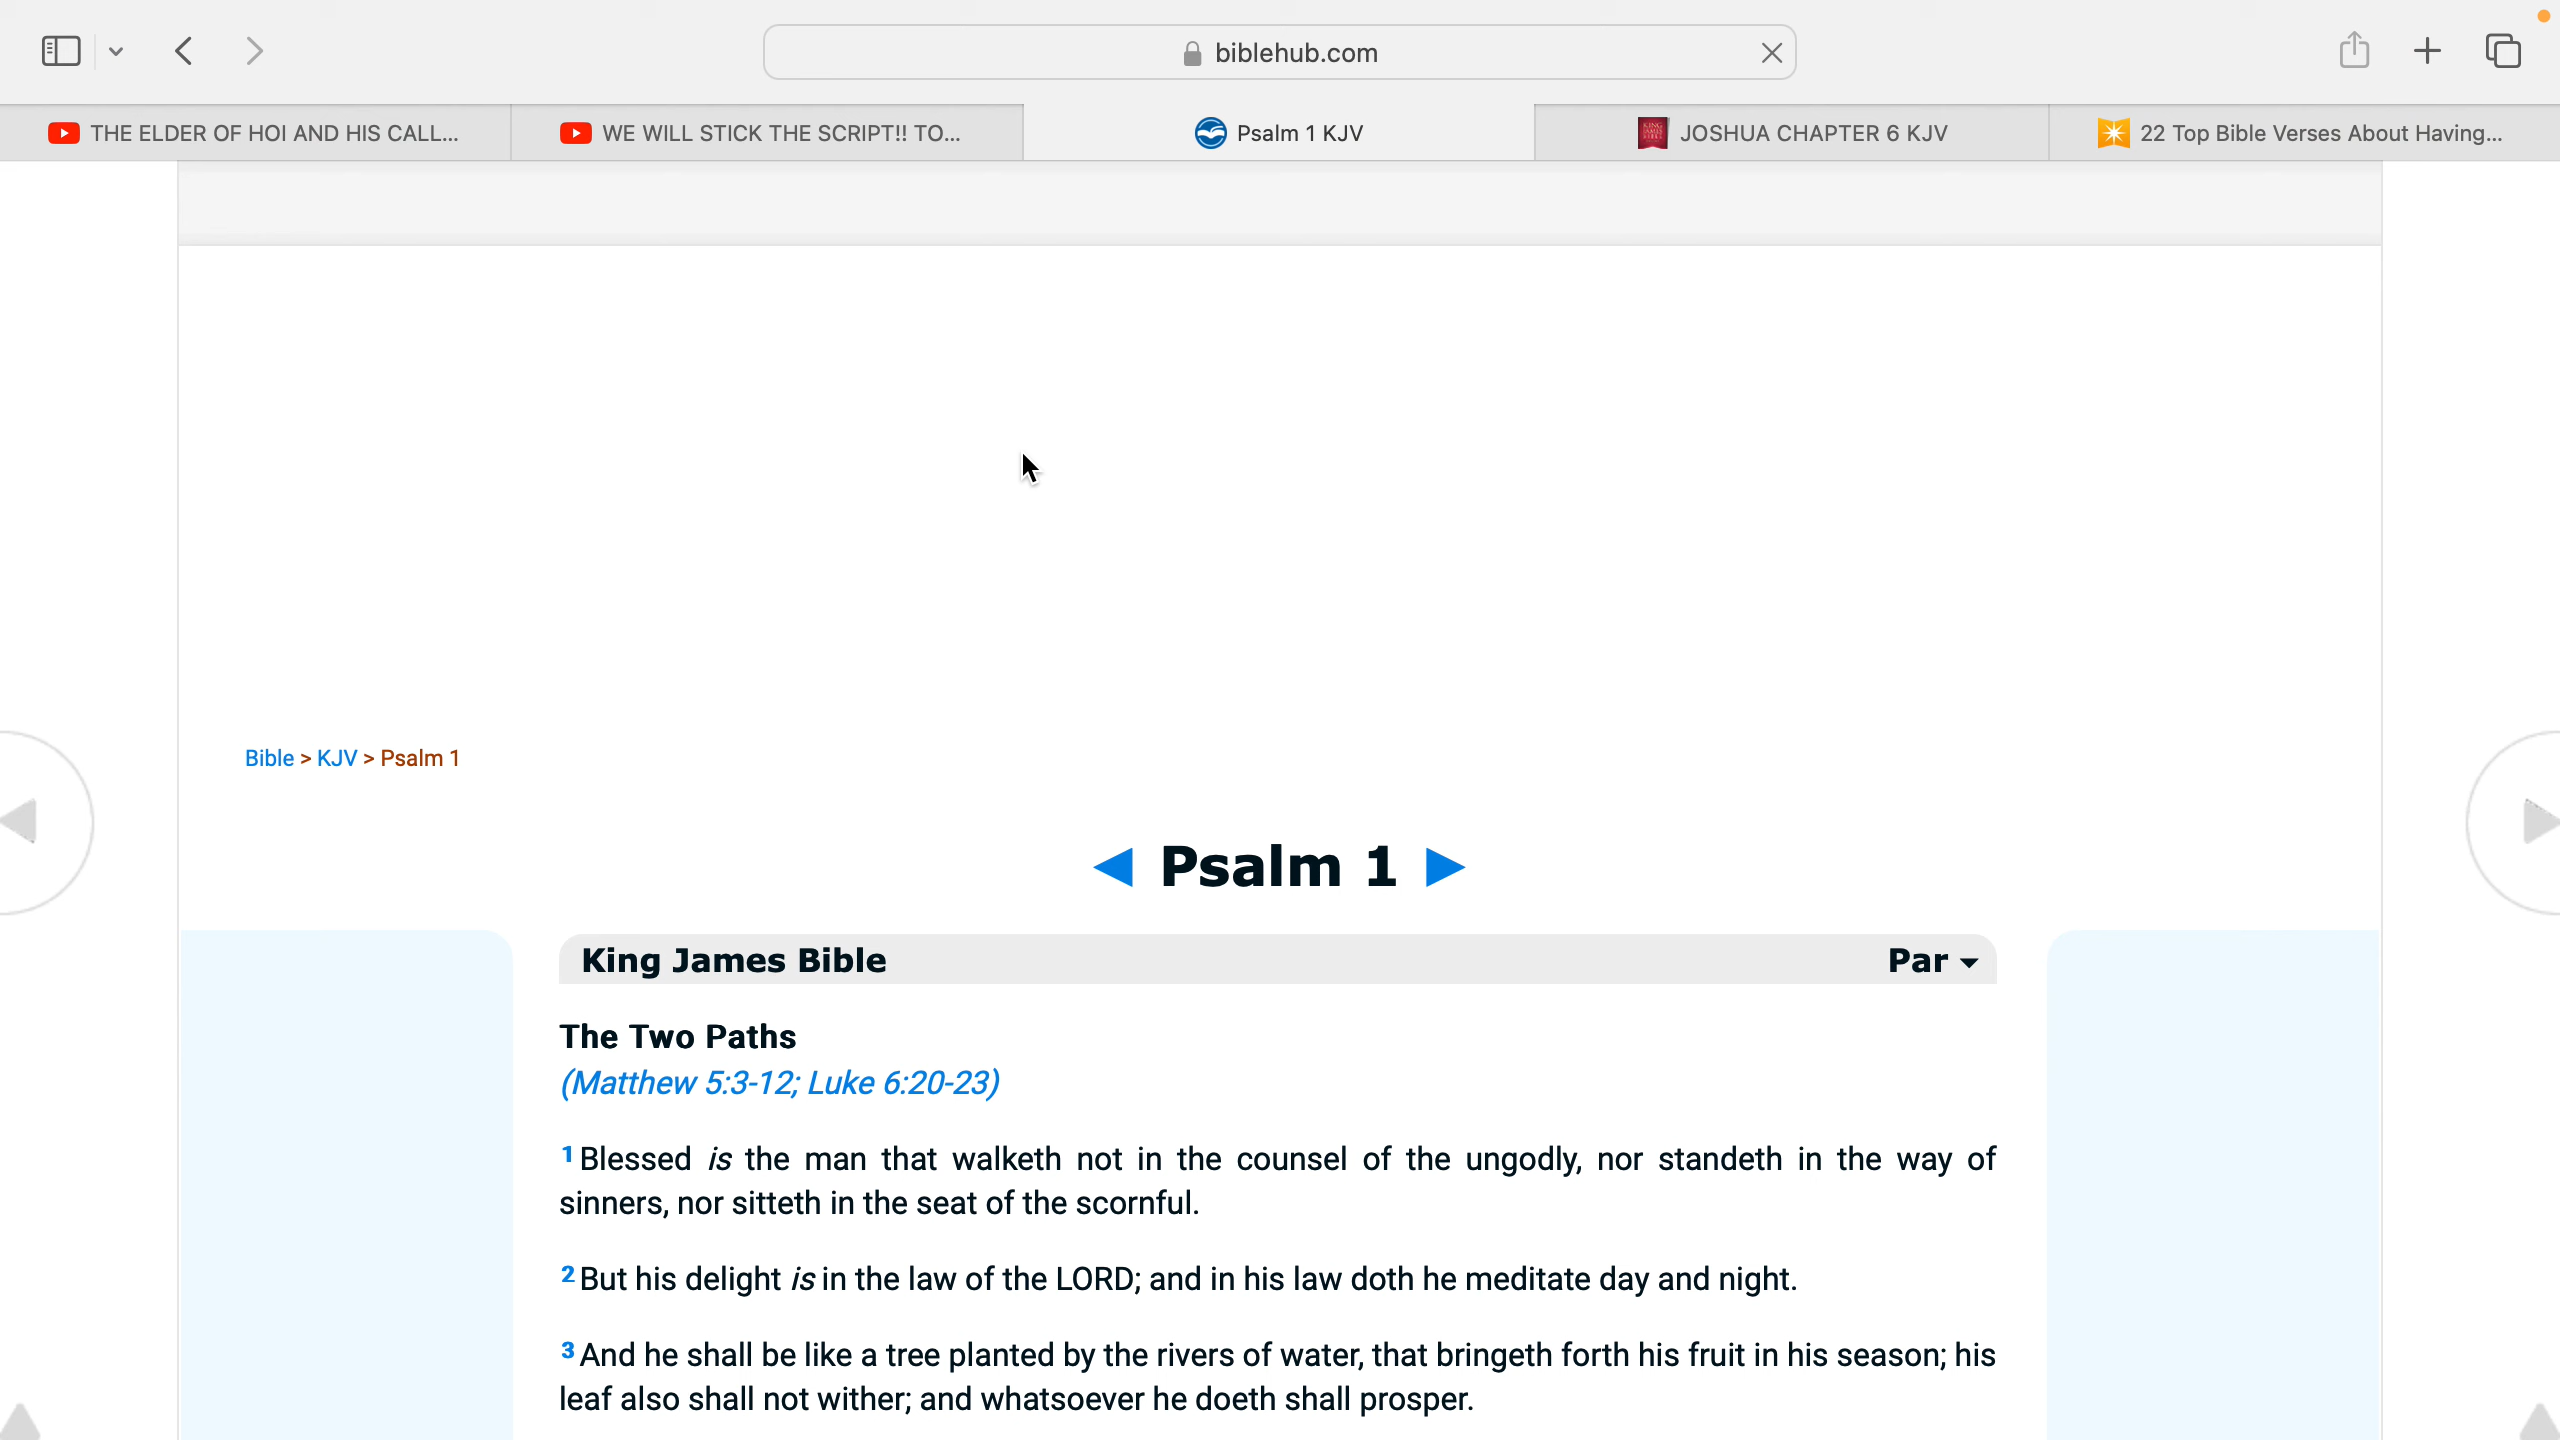 biblehub.com
THE ELDER OF HOI AND HIS CALL...
WE WILL STICK THE SCRIPT!! TO...
Psalm 1 KJV
JOSHUA CHAPTER 6 KJV
22 Top Bible Verses About Having...
Bible > KJV > Psalm 1
Psalm 1
King James Bible
Par
The Two Paths
(Matthew 5:3-12; Luke 6:20-23)
1 Blessed is the man that walketh not in the counsel of the ungodly, nor standeth in the way of
sinners, nor sitteth in the seat of the scornful.
2 But his delight is in the law of the LORD; and in his law doth he meditate day and night.
3 And he shall be like a tree planted by the rivers of water, that bringeth forth his fruit in his season; his
leaf also shall not wither; and whatsoever he doeth shall prosper.